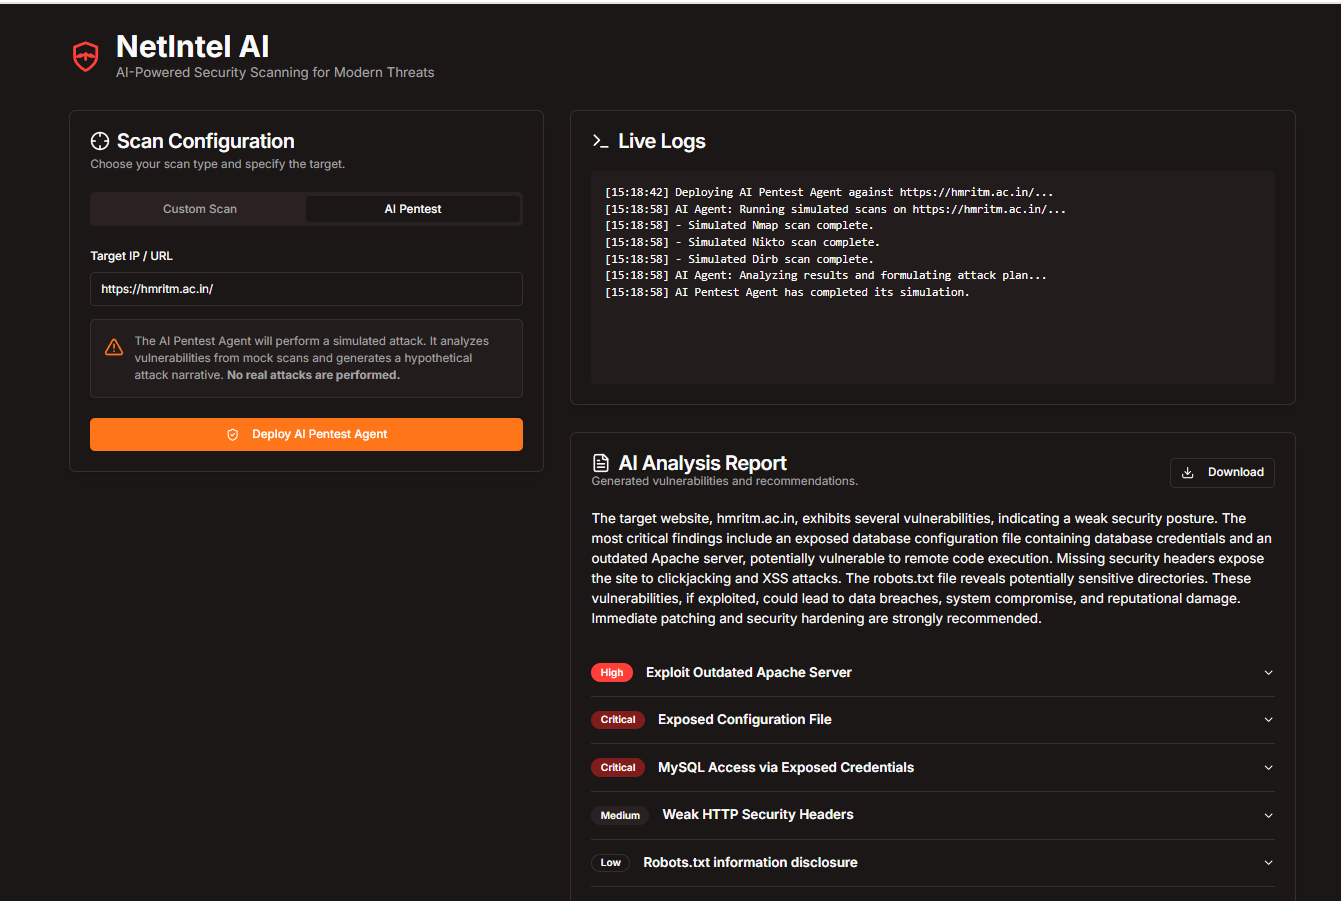 NetIntel AI
AI-Powered Security Scanning for Modern Threats
Scan Configuration
Choose your scan type and specify the target.
Custom Scan
AI Pentest
Target IP / URL
https://hmritm.ac.in/
The AI Pentest Agent will perform a simulated attack. It analyzes
vulnerabilities from mock scans and generates a hypothetical
attack narrative. No real attacks are performed.
Deploy AI Pentest Agent
Live Logs
[15:18:42] Deploying AI Pentest Agent against https://hmritm.ac.in/...
[15:18:58] AI Agent: Running simulated scans on https://hmritm.ac.in/...
[15:18:58] - Simulated Nmap scan complete.
[15:18:58] - Simulated Nikto scan complete.
[15:18:58] - Simulated Dirb scan complete.
[15:18:58] AI Agent: Analyzing results and formulating attack plan...
[15:18:58] AI Pentest Agent has completed its simulation.
AI Analysis Report
Generated vulnerabilities and recommendations.
Download
The target website, hmritm.ac.in, exhibits several vulnerabilities, indicating a weak security posture. The
most critical findings include an exposed database configuration file containing database credentials and an
outdated Apache server, potentially vulnerable to remote code execution. Missing security headers expose
the site to clickjacking and XSS attacks. The robots.txt file reveals potentially sensitive directories. These
vulnerabilities, if exploited, could lead to data breaches, system compromise, and reputational damage.
Immediate patching and security hardening are strongly recommended.
High Exploit Outdated Apache Server
Critical Exposed Configuration File
Critical MySQL Access via Exposed Credentials
Medium Weak HTTP Security Headers
Low Robots.txt information disclosure